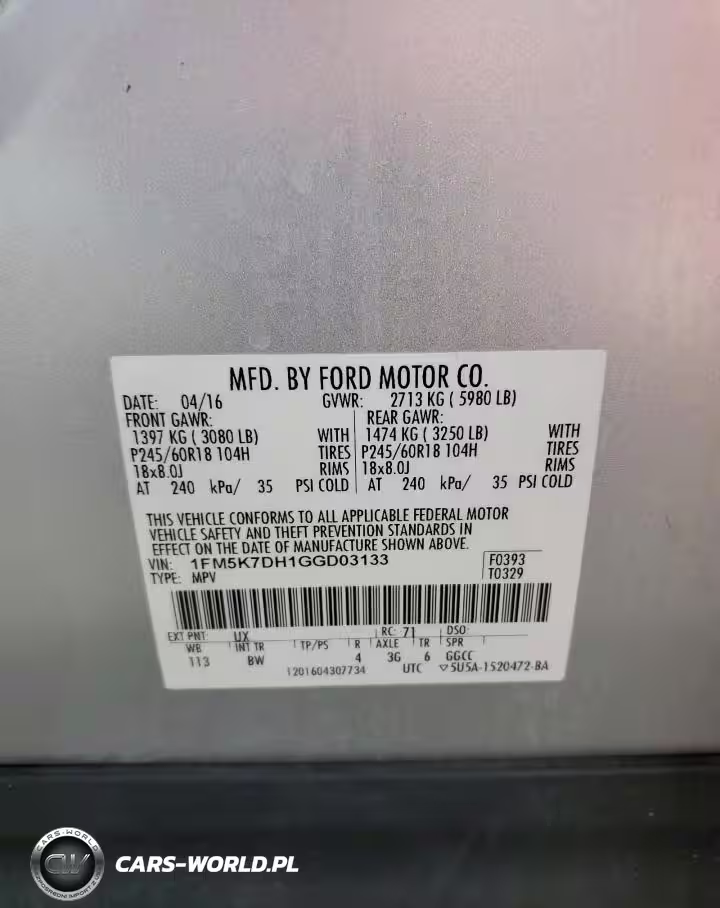 MFD. BY FORD MOTOR CO.
DATE: 04/16 GVWR: 2713 KG ( 5980 LB)
FRONT GAWR: REAR GAWR:
1397 KG ( 3080 LB) WITH 1474 KG ( 3250 LB) WITH
P245/60R18 104H TIRES P245/60R18 104H TIRES
18x8.0J RIMS 18x8.0J RIMS
AT 240 kPa/ 35 PSI COLD AT 240 kPa/ 35 PSI COLD
THIS VEHICLE CONFORMS TO ALL APPLICABLE FEDERAL MOTOR
VEHICLE SAFETY AND THEFT PREVENTION STANDARDS IN
EFFECT ON THE DATE OF MANUFACTURE SHOWN ABOVE.
VIN: 1FM5K7DH1GGD03133 F0393
TYPE: MPV T0329
EXT PNT: UX RC: 71 DSO:
WB INT TR TP/PS R AXLE TR SPR
113 BW 4 3G 6 GGCC
1201604307734 UTC ▽5U5A-1520472-BA
CARS-WORLD
CW
CARS-WORLD.PL